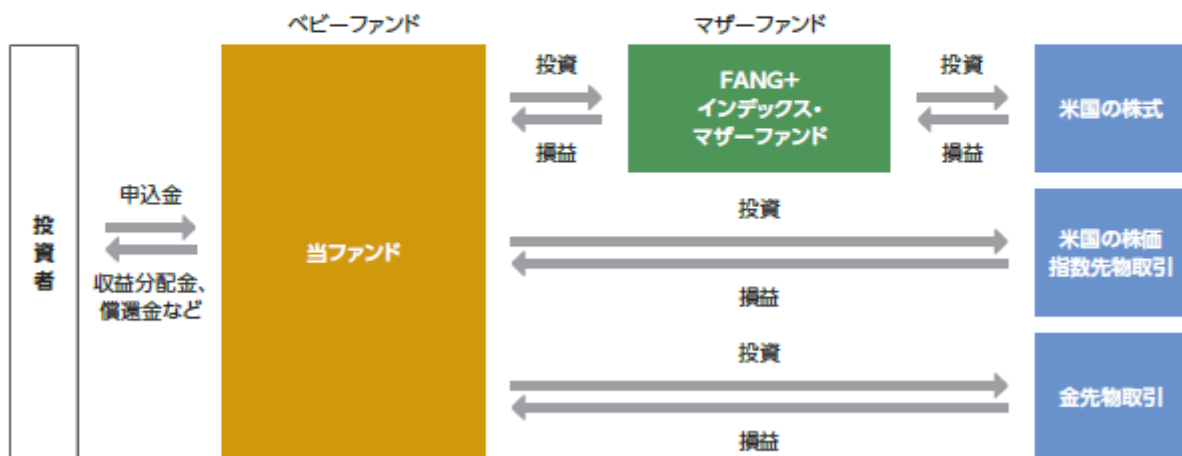 ベビーファンド
マザーファンド
投資者
申込金
収益分配金、
償還金など
当ファンド
投資
損益
FANG+
インデックス・
マザーファンド
投資
損益
米国の株式
投資
損益
米国の株価
指数先物取引
投資
損益
金先物取引